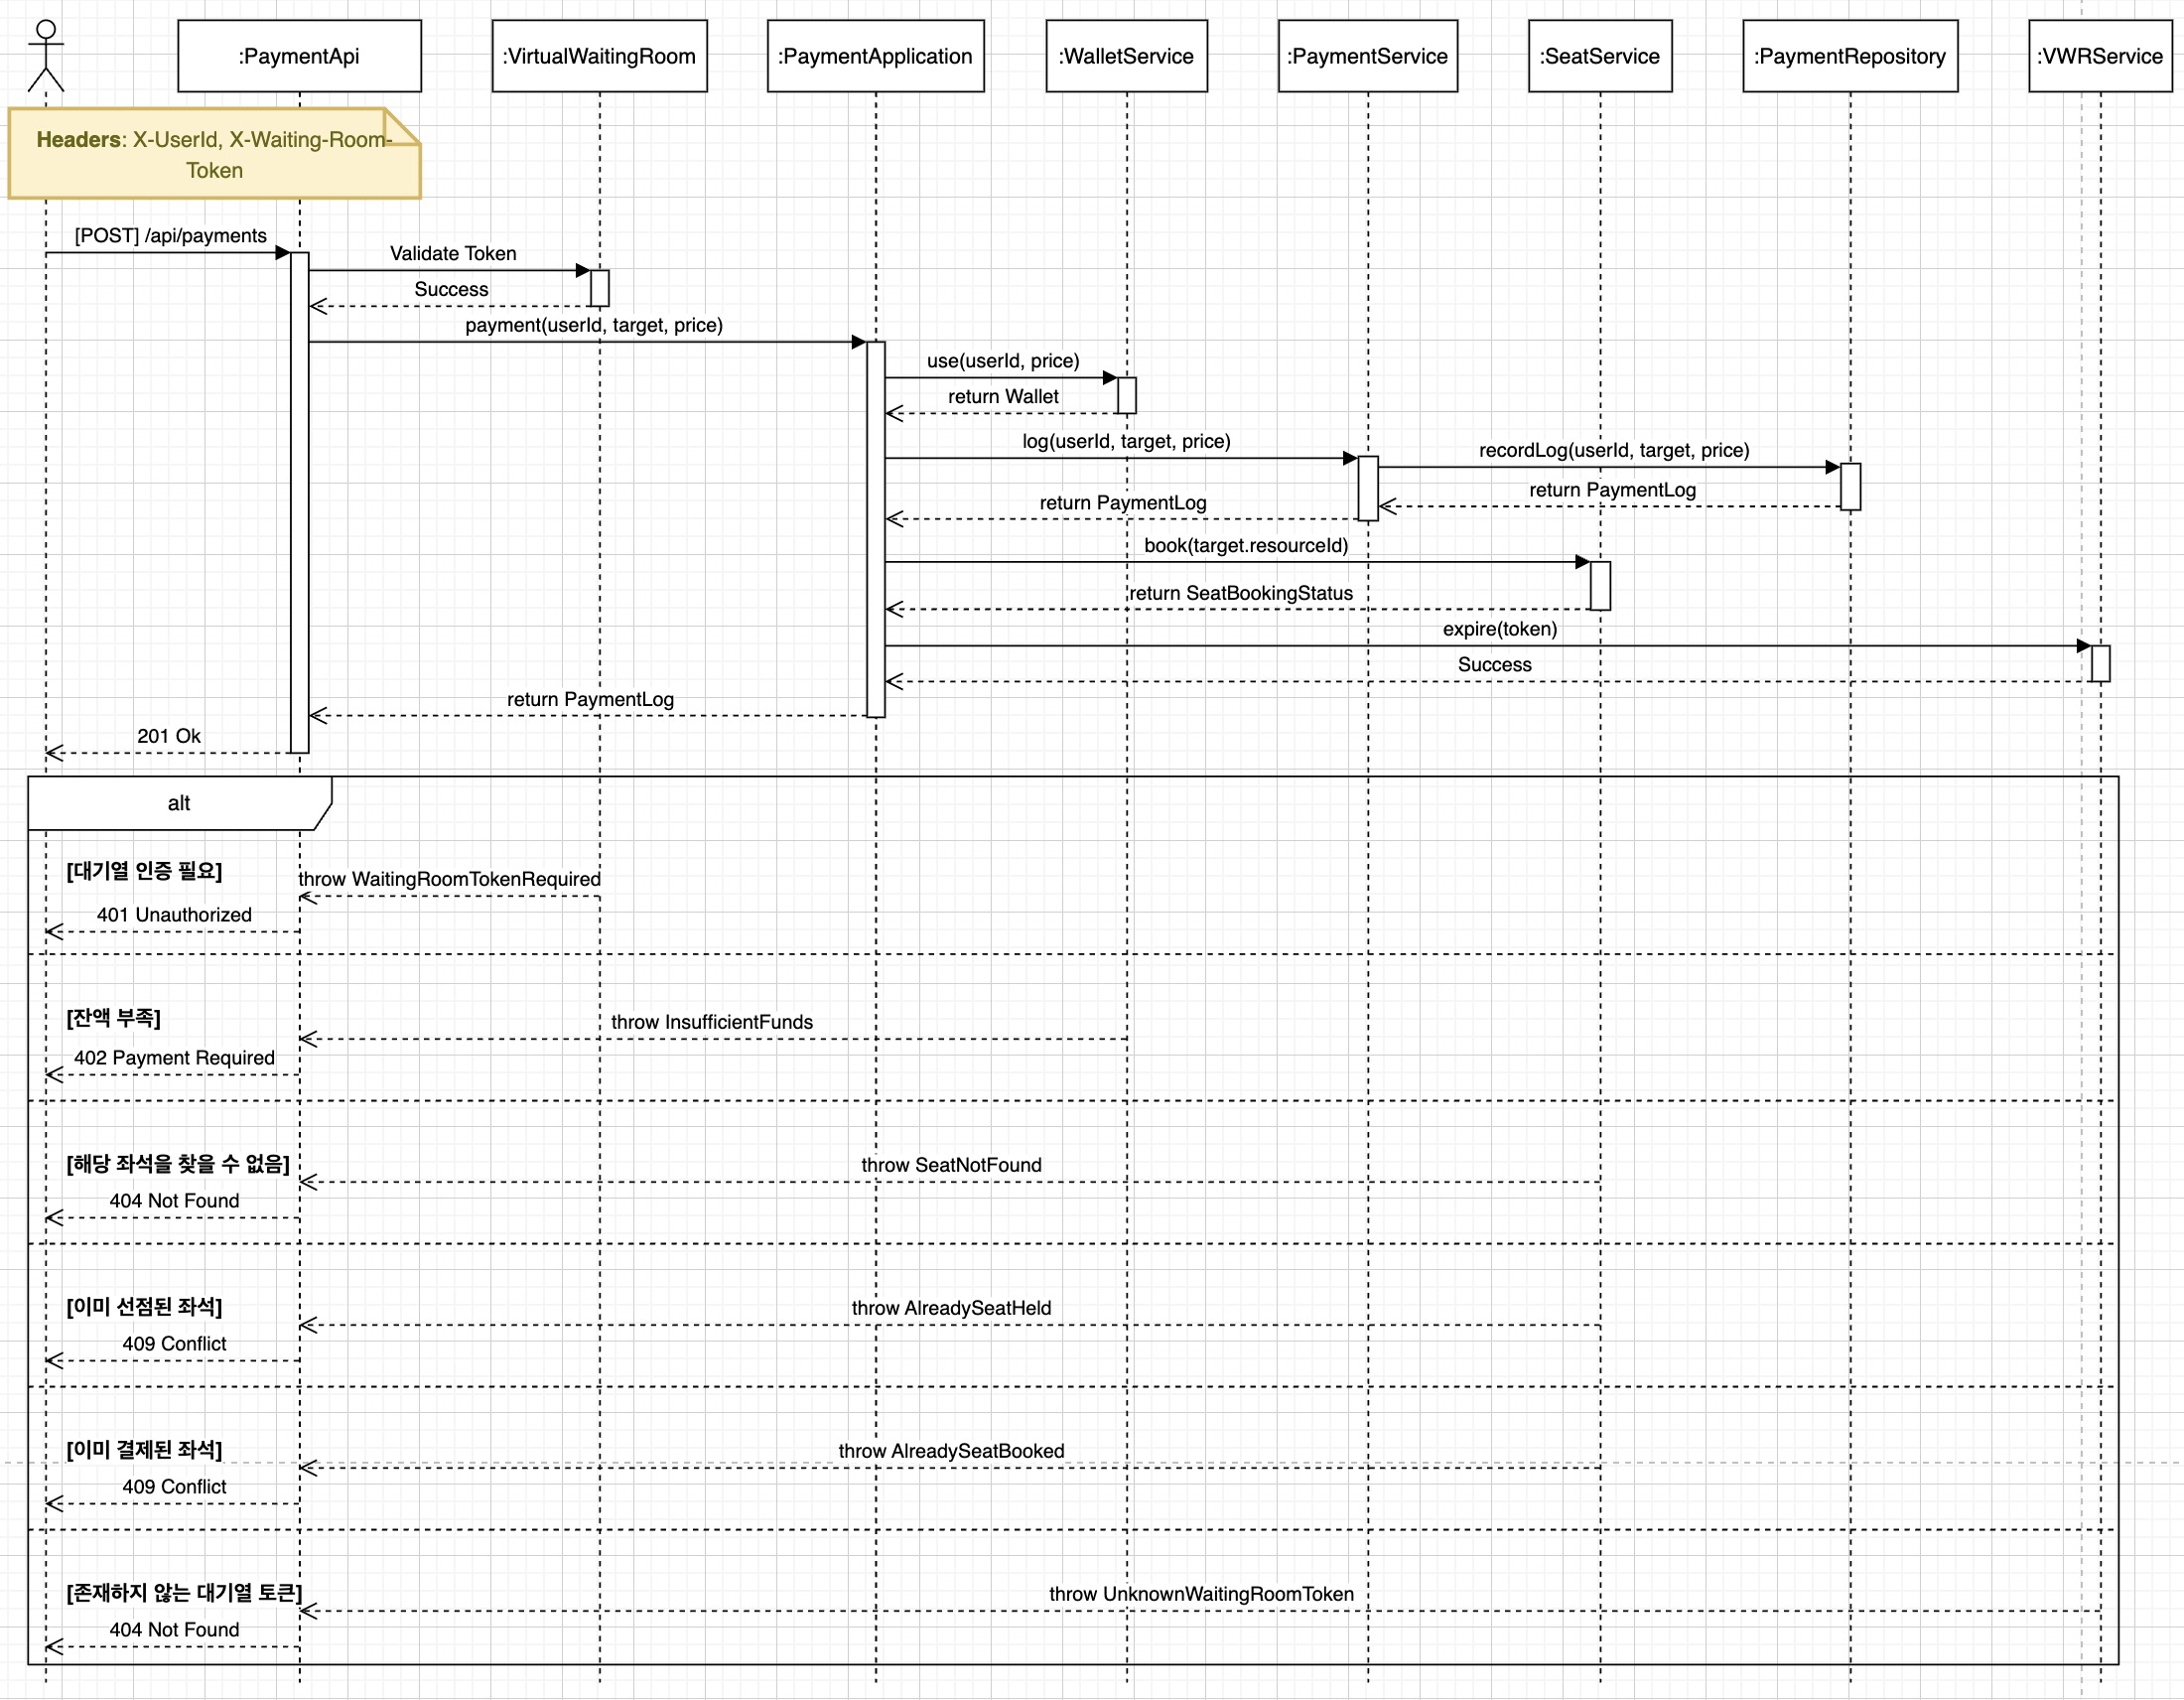 :PaymentApi
:VirtualWaitingRoom
:PaymentApplication
:WalletService
:PaymentService
:SeatService
:PaymentRepository
:VWRService
Headers: X-UserId, X-Waiting-Room-
Token
[POST] /api/payments
Validate Token
Success
payment(userId, target, price)
use(userId, price)
return Wallet
log(userId, target, price)
recordLog(userId, target, price)
return PaymentLog
return PaymentLog
book(target.resourceId)
return SeatBookingStatus
expire(token)
Success
return PaymentLog
201 Ok
alt
[대기열 인증 필요]
throw WaitingRoomTokenRequired
401 Unauthorized
[잔액 부족]
throw InsufficientFunds
402 Payment Required
[해당 좌석을 찾을 수 없음]
throw SeatNotFound
404 Not Found
[이미 선점된 좌석]
throw AlreadySeatHeld
409 Conflict
[이미 결제된 좌석]
throw AlreadySeatBooked
409 Conflict
[존재하지 않는 대기열 토큰]
throw UnknownWaitingRoomToken
404 Not Found